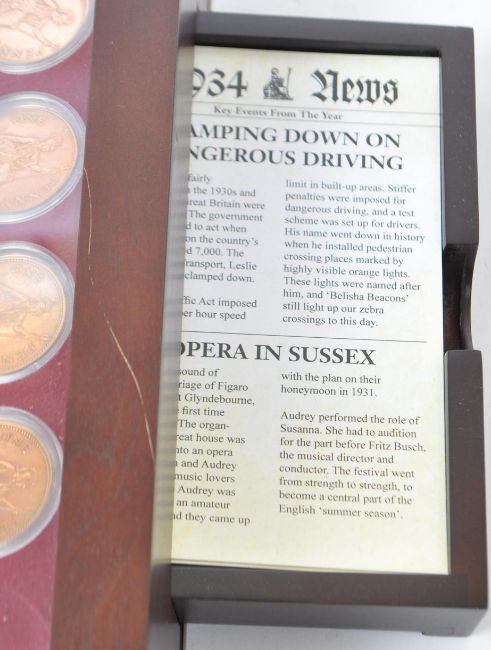 934 News
Key Events From The Year
AMPING DOWN ON
NGEROUS DRIVING
fairly
the 1930s and
reat Britain were
The government
d to act when
on the country's
d 7,000. The
ransport, Leslie
clamped down.
ffic Act imposed
per hour speed
limit in built-up areas. Stiffer
penalties were imposed for
dangerous driving, and a test
scheme was set up for drivers.
His name went down in history
when he installed pedestrian
crossing places marked by
highly visible orange lights.
These lights were named after
him, and 'Belisha Beacons'
still light up our zebra
crossings to this day.
OPERA IN SUSSEX
sound of
rriage of Figaro
t Glyndebourne,
first time
The organ-
reat house was
nto an opera
n and Audrey
music lovers
Audrey was
an amateur
nd they came up
with the plan on their
honeymoon in 1931.
Audrey performed the role of
Susanna. She had to audition
for the part before Fritz Busch,
the musical director and
conductor. The festival went
from strength to strength, to
become a central part of the
English 'summer season'.